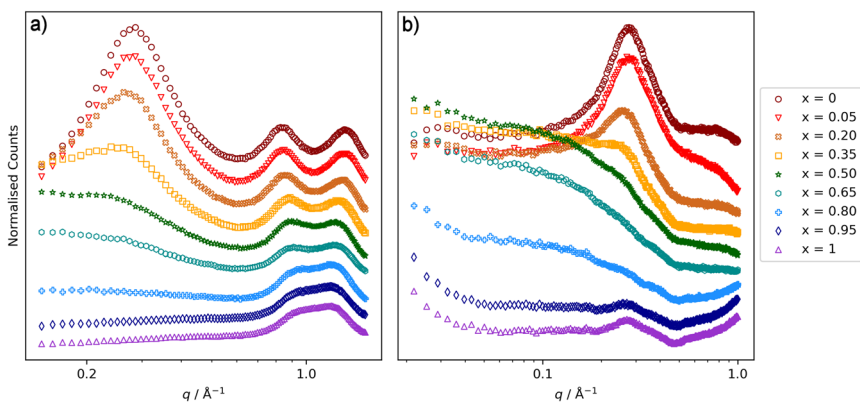 a)
b)
Normalised Counts
0.2
1.0
q / Å⁻¹
0.1
1.0
q / Å⁻¹
x = 0
x = 0.05
x = 0.20
x = 0.35
x = 0.50
x = 0.65
x = 0.80
x = 0.95
x = 1